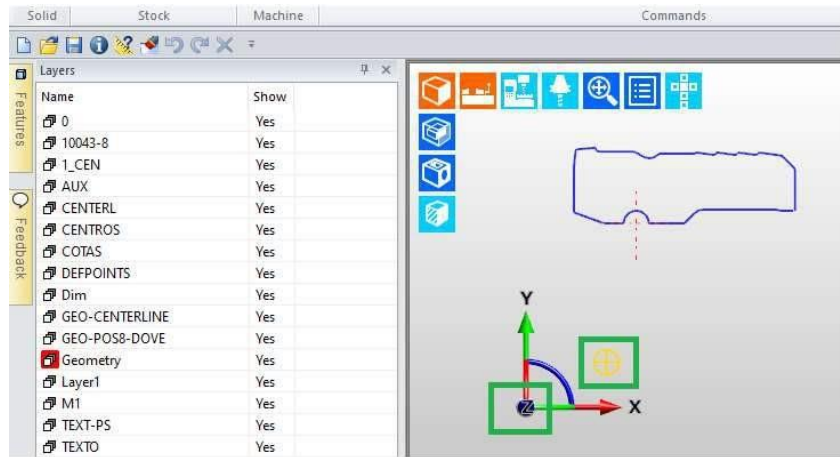 Solid Stock Machine Commands
Layers
Features
Feedback
Name Show
0 Yes
10043-8 Yes
1_CEN Yes
AUX Yes
CENTERL Yes
CENTROS Yes
COTAS Yes
DEFPOINTS Yes
Dim Yes
GEO-CENTERLINE Yes
GEO-POS8-DOVE Yes
Geometry Yes
Layer1 Yes
M1 Yes
TEXT-PS Yes
TEXTO Yes
Y
Z
X